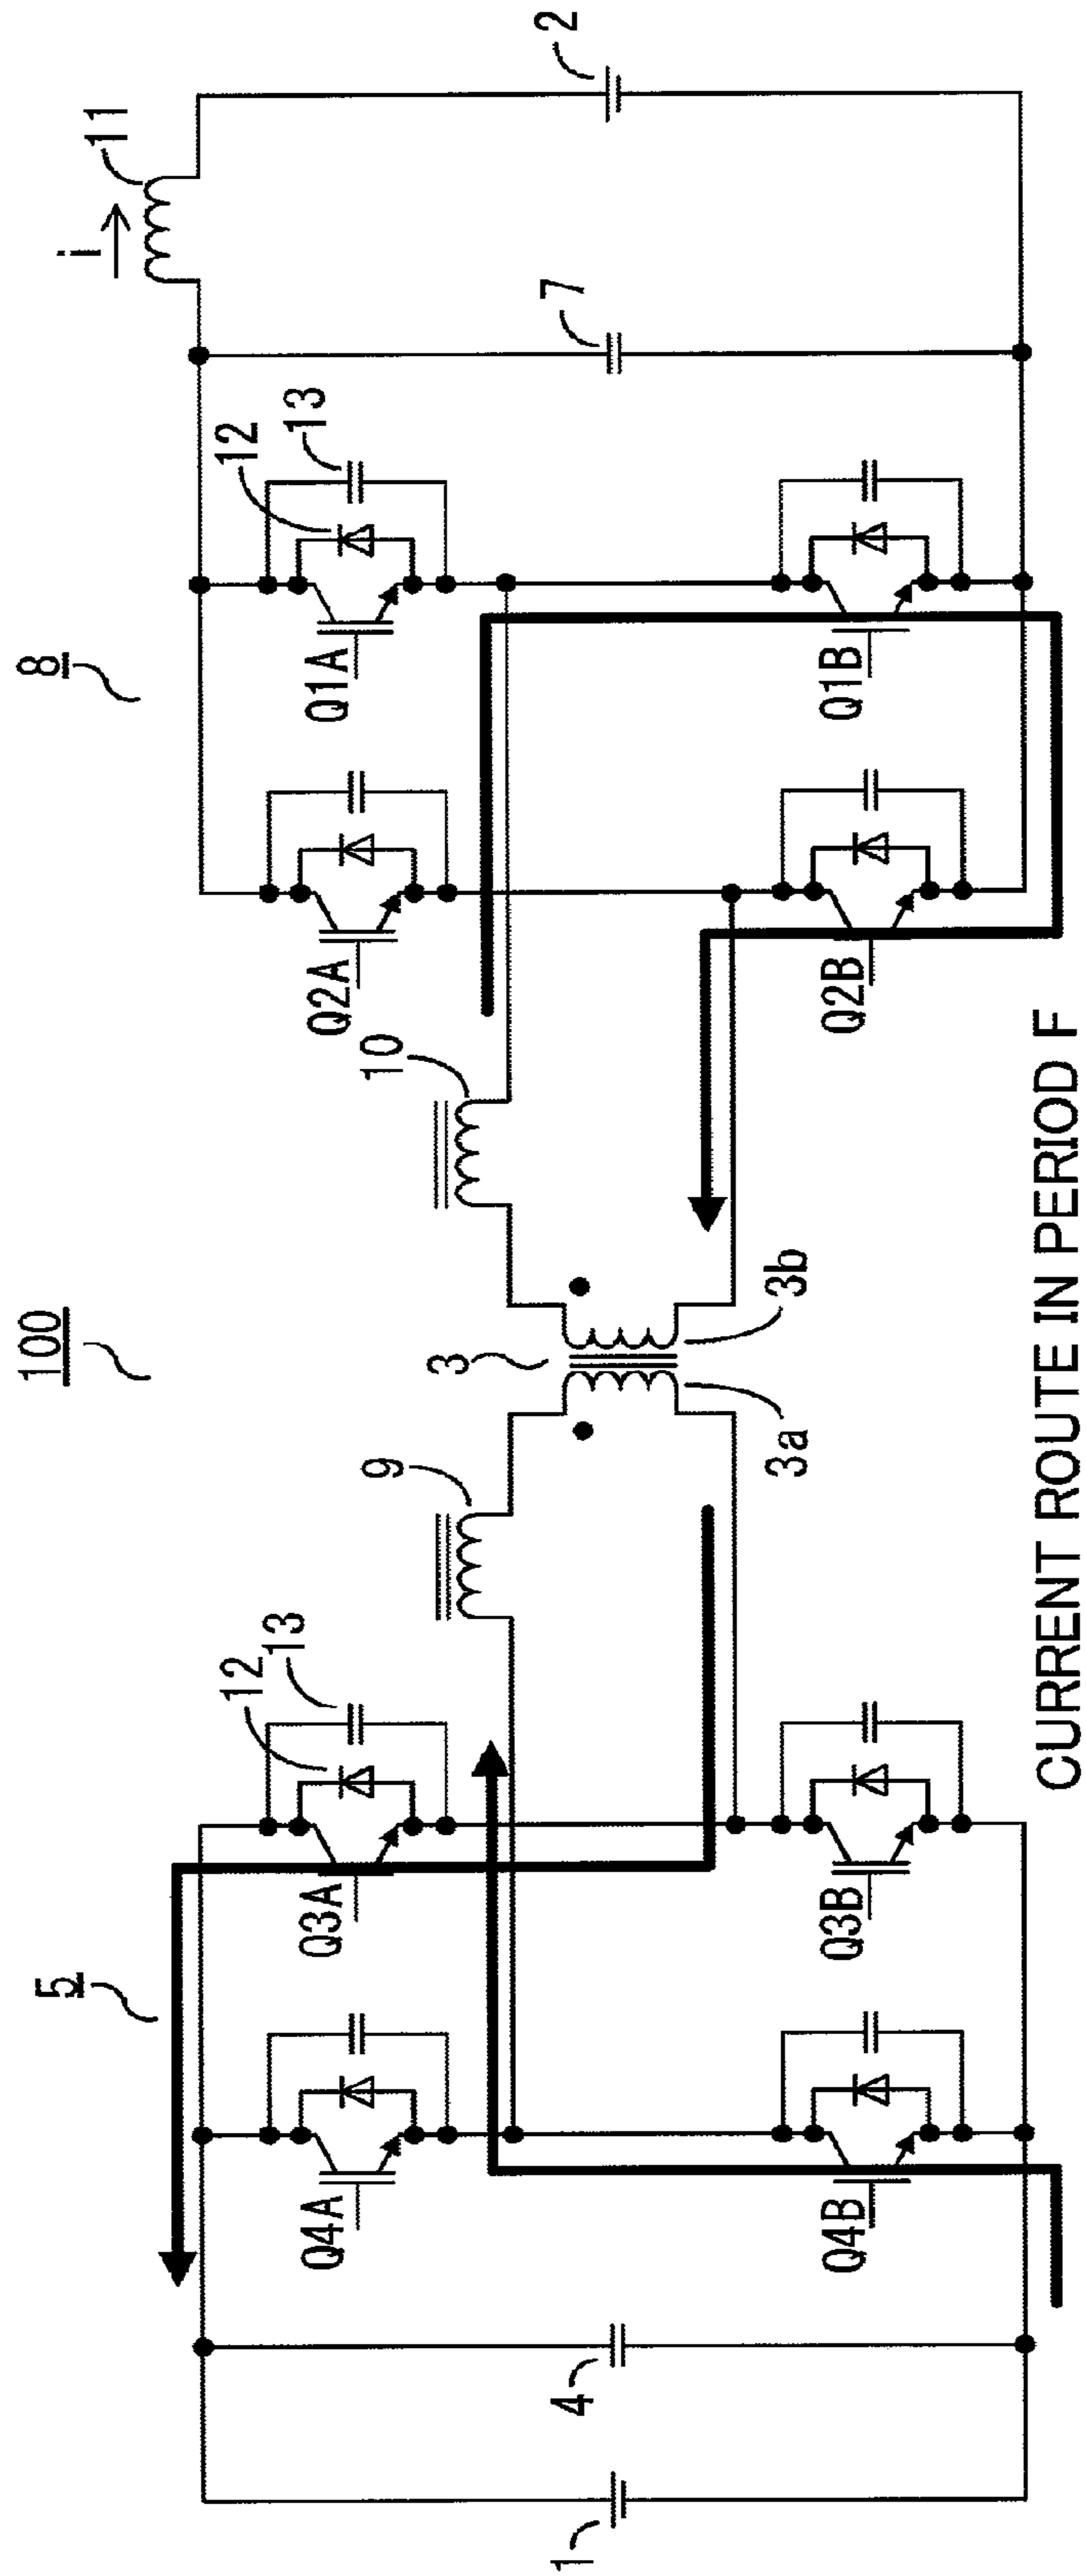 100
8
5
i
11
12
13
12
13
Q4A
Q3A
Q2A
Q1A
9
10
1
4
3
7
2
3a
3b
Q4B
Q3B
Q2B
Q1B
CURRENT ROUTE IN PERIOD F